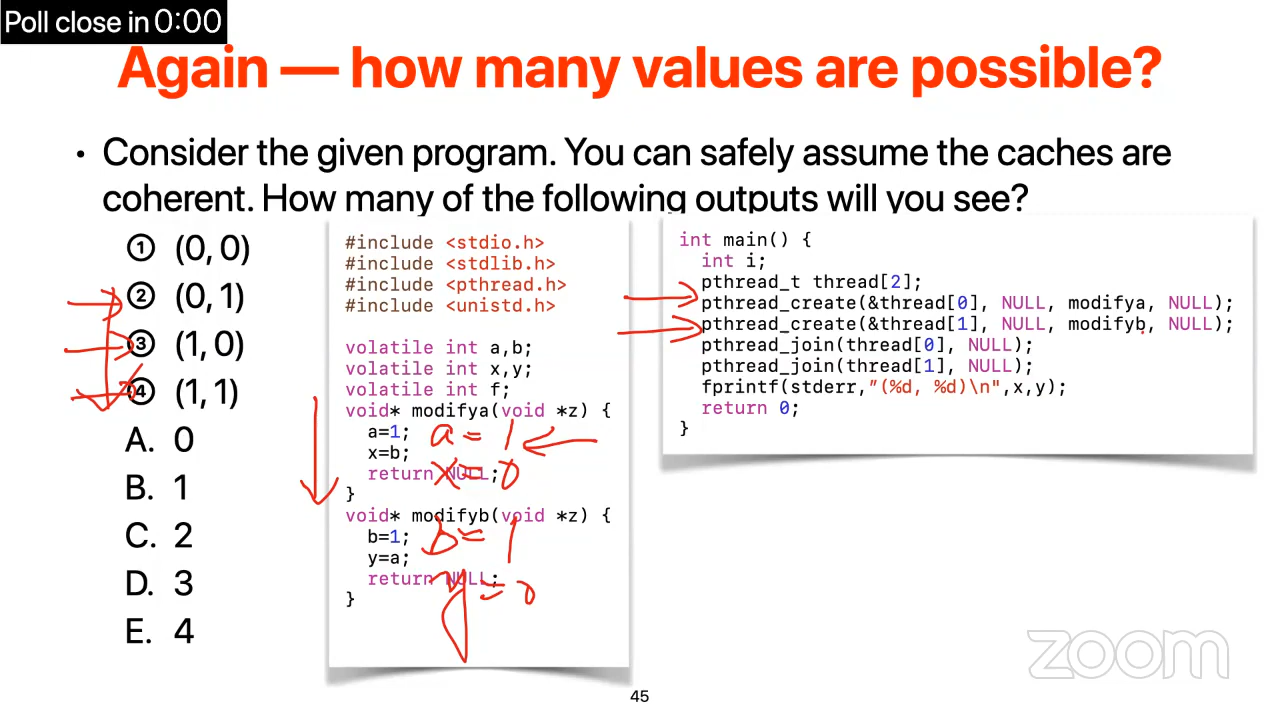 Poll close in 0:00
Again — how many values are possible?
• Consider the given program. You can safely assume the caches are
coherent. How many of the following outputs will you see?
① (0, 0)
② (0, 1)
③ (1, 0)
④ (1, 1)
A. 0
B. 1
C. 2
D. 3
E. 4
#include <stdio.h>
#include <stdlib.h>
#include <pthread.h>
#include <unistd.h>
volatile int a,b;
volatile int x,y;
volatile int f;
void* modifya(void *z) {
a=1; a = 1
x=b;
return NULL; x = 0
}
void* modifyb(void *z) {
b=1; b = 1
y=a;
return NULL; y = 0
}
int main() {
int i;
pthread_t thread[2];
pthread_create(&thread[0], NULL, modifya, NULL);
pthread_create(&thread[1], NULL, modifyb, NULL);
pthread_join(thread[0], NULL);
pthread_join(thread[1], NULL);
fprintf(stderr,”(%d, %d)\n",x,y);
return 0;
}
zoom
45